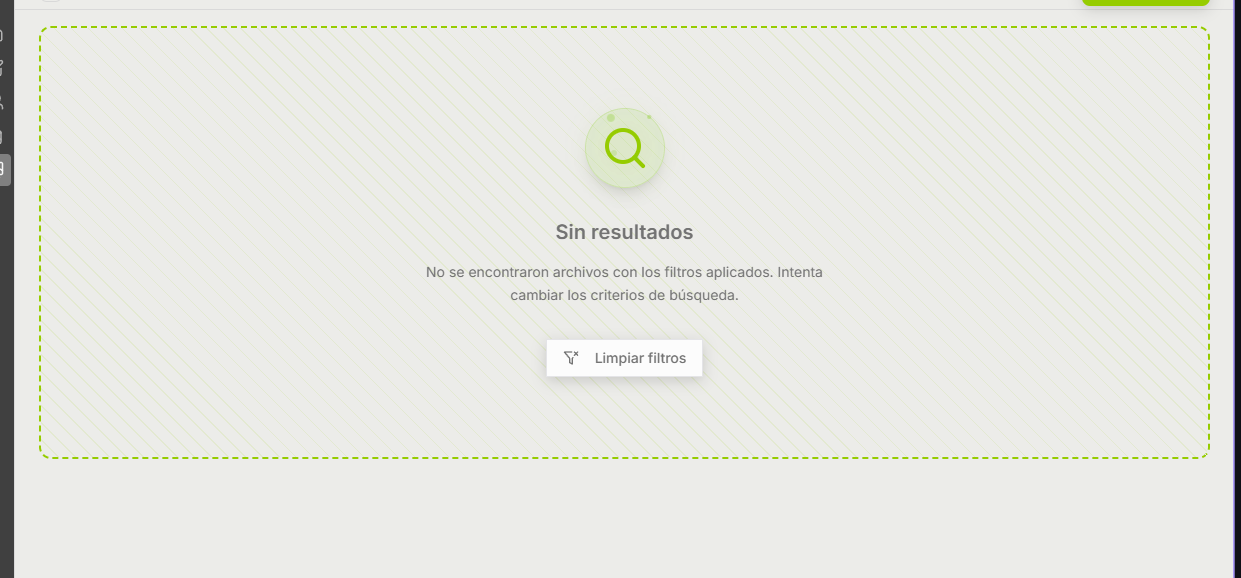 Sin resultados
No se encontraron archivos con los filtros aplicados. Intenta
cambiar los criterios de búsqueda.
Limpiar filtros